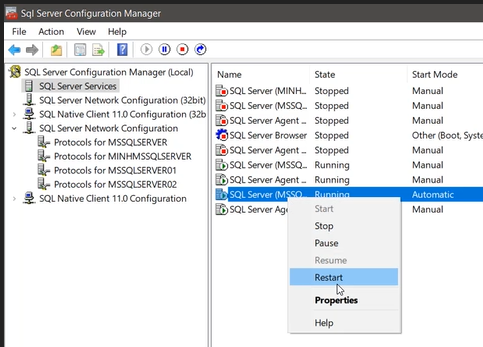 Sql Server Configuration Manager
File Action View Help
SQL Server Configuration Manager (Local)
SQL Server Services
SQL Server Network Configuration (32bit)
SQL Native Client 11.0 Configuration (32b
SQL Server Network Configuration
Protocols for MSSQLSERVER
Protocols for MINHMSSQLSERVER
Protocols for MSSQLSERVER01
Protocols for MSSQLSERVER02
SQL Native Client 11.0 Configuration
Name State Start Mode
SQL Server (MINH... Stopped Manual
SQL Server (MSSQ... Stopped Manual
SQL Server Agent ... Stopped Manual
SQL Server Browser Stopped Other (Boot, Syste
SQL Server Agent ... Stopped Manual
SQL Server (MSSQ... Running Manual
SQL Server Agent ... Running Manual
SQL Server (MSSQ... Running Automatic
SQL Server Age Manual
Start
Stop
Pause
Resume
Restart
Properties
Help